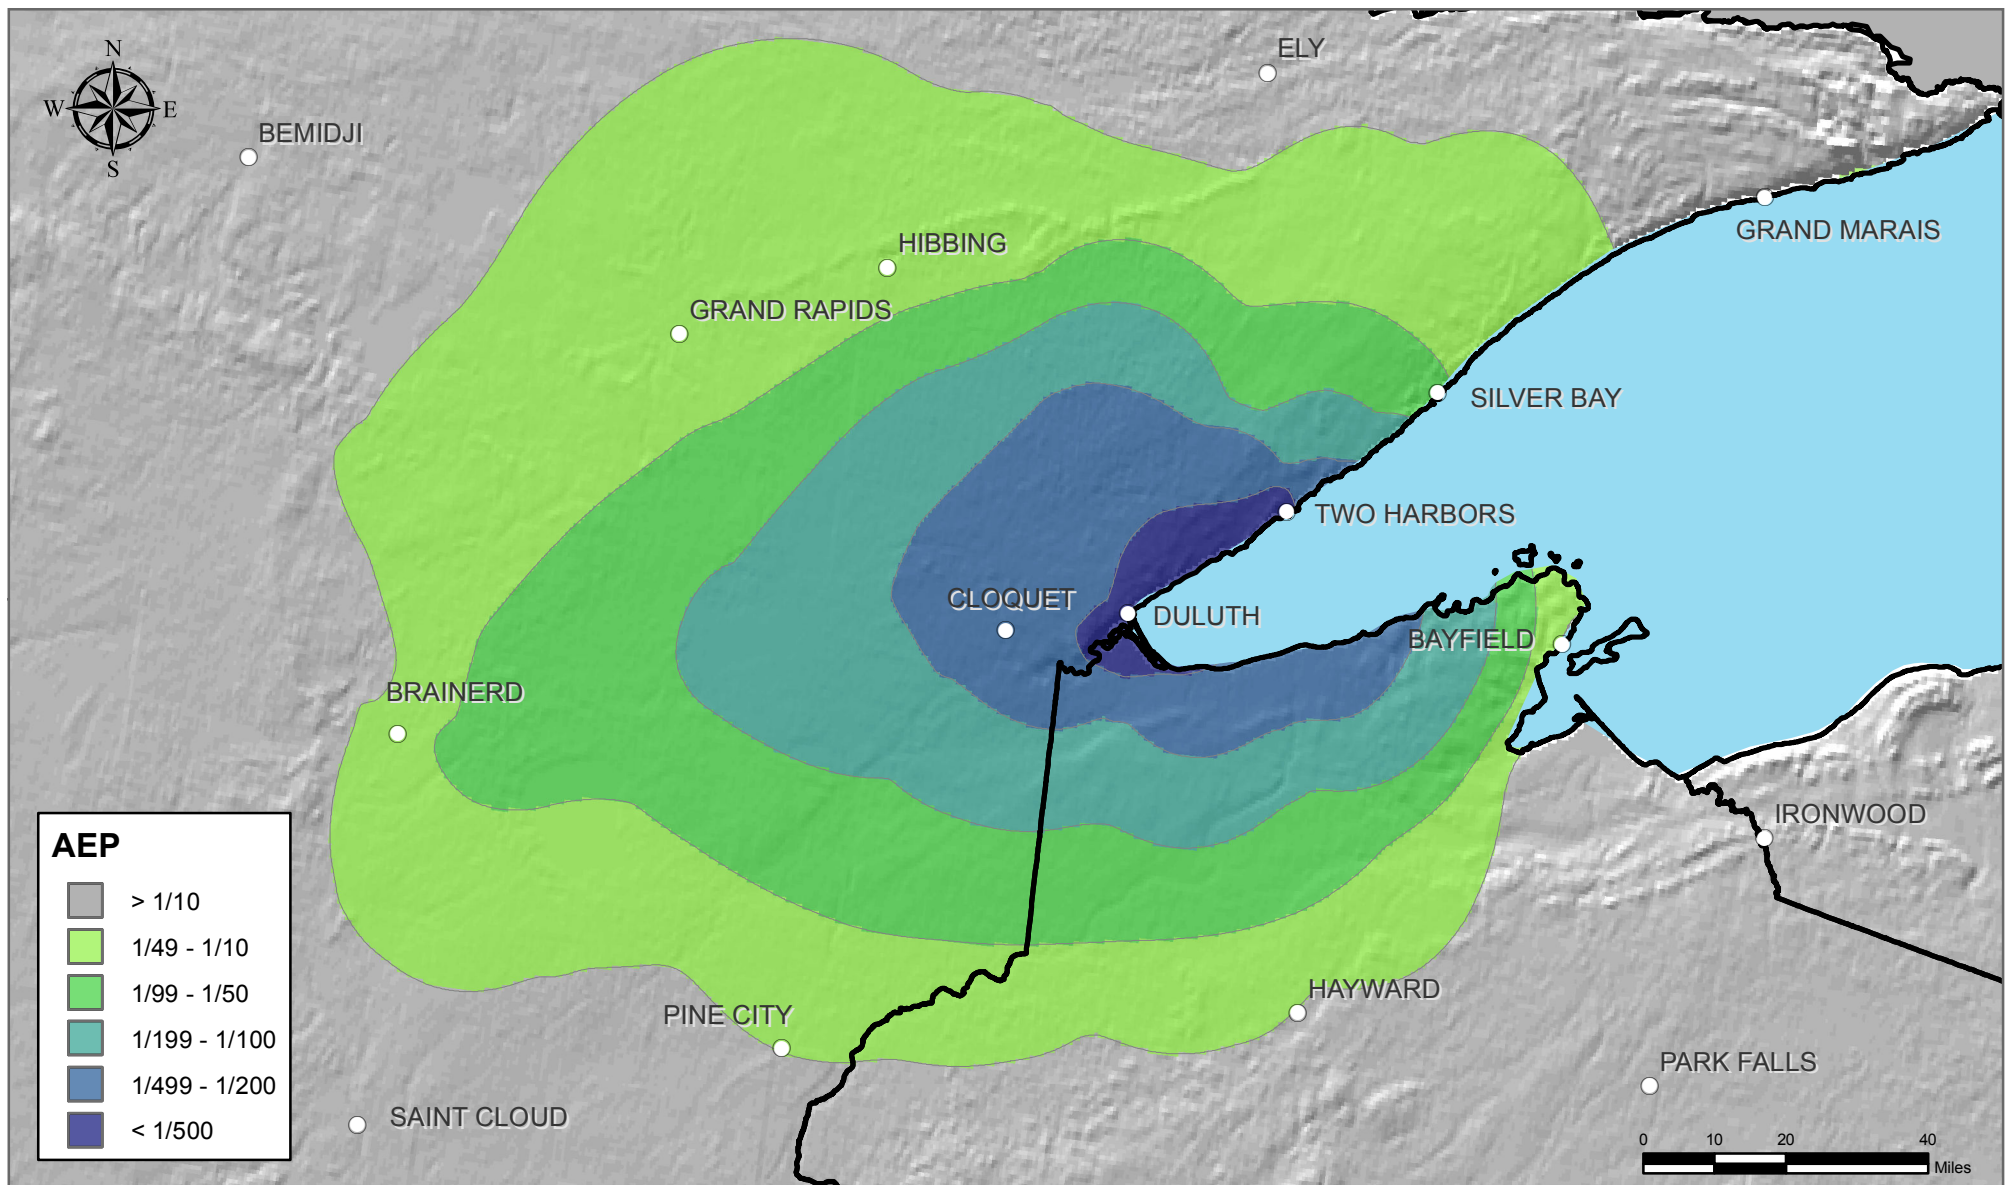 N
W
E
S
ELY
BEMIDJI
GRAND MARAIS
HIBBING
GRAND RAPIDS
SILVER BAY
TWO HARBORS
CLOQUET
DULUTH
BAYFIELD
BRAINERD
IRONWOOD
HAYWARD
PINE CITY
PARK FALLS
SAINT CLOUD
AEP
> 1/10
1/49 - 1/10
1/99 - 1/50
1/199 - 1/100
1/499 - 1/200
< 1/500
0 10 20 40
Miles